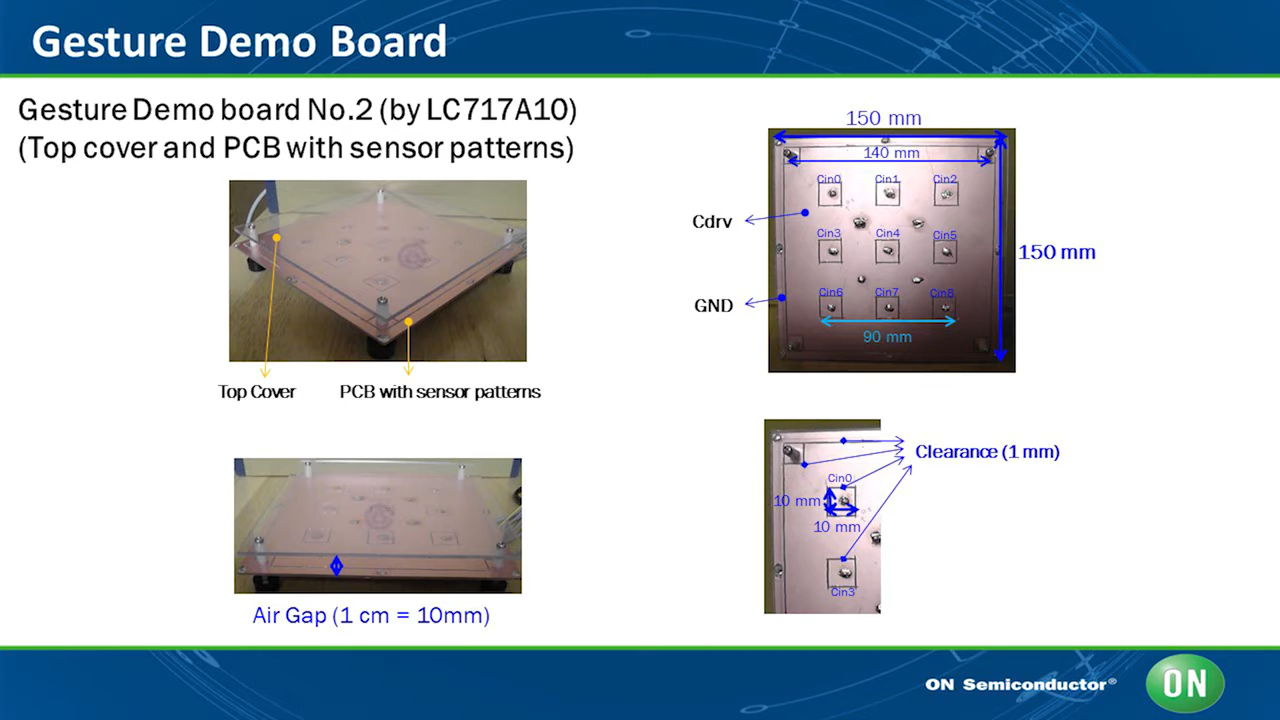 Gesture Demo Board
Gesture Demo board No.2 (by LC717A10)
(Top cover and PCB with sensor patterns)
Top Cover
PCB with sensor patterns
Air Gap (1 cm = 10mm)
150 mm
140 mm
Cin0
Cin1
Cin2
Cdrv
Cin3
Cin4
Cin5
150 mm
GND
Cin6
Cin7
Cin8
90 mm
Clearance (1 mm)
Cin0
10 mm
10 mm
Cin3
ON Semiconductor®
ON